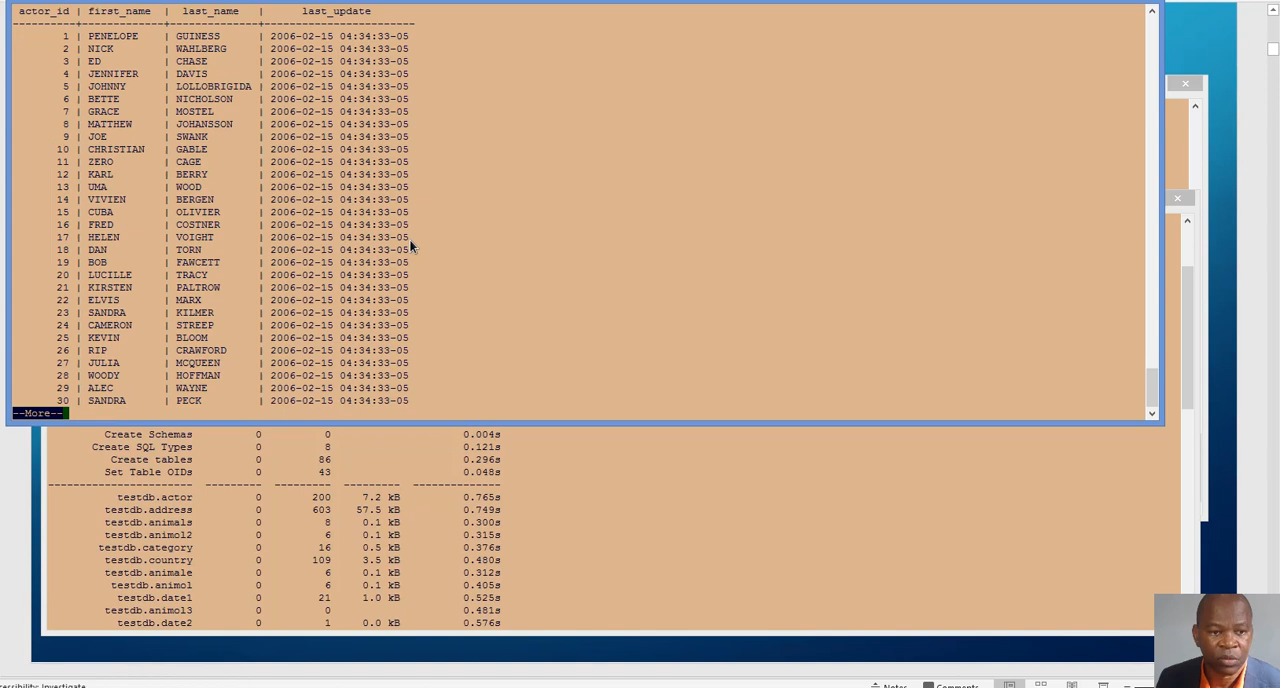 actor_id | first_name | last_name | last_update
----------+-------------+--------------+------------------------
1 | PENELOPE | GUINESS | 2006-02-15 04:34:33-05
2 | NICK | WAHLBERG | 2006-02-15 04:34:33-05
3 | ED | CHASE | 2006-02-15 04:34:33-05
4 | JENNIFER | DAVIS | 2006-02-15 04:34:33-05
5 | JOHNNY | LOLLOBRIGIDA | 2006-02-15 04:34:33-05
6 | BETTE | NICHOLSON | 2006-02-15 04:34:33-05
7 | GRACE | MOSTEL | 2006-02-15 04:34:33-05
8 | MATTHEW | JOHANSSON | 2006-02-15 04:34:33-05
9 | JOE | SWANK | 2006-02-15 04:34:33-05
10 | CHRISTIAN | GABLE | 2006-02-15 04:34:33-05
11 | ZERO | CAGE | 2006-02-15 04:34:33-05
12 | KARL | BERRY | 2006-02-15 04:34:33-05
13 | UMA | WOOD | 2006-02-15 04:34:33-05
14 | VIVIEN | BERGEN | 2006-02-15 04:34:33-05
15 | CUBA | OLIVIER | 2006-02-15 04:34:33-05
16 | FRED | COSTNER | 2006-02-15 04:34:33-05
17 | HELEN | VOIGHT | 2006-02-15 04:34:33-05
18 | DAN | TORN | 2006-02-15 04:34:33-05
19 | BOB | FAWCETT | 2006-02-15 04:34:33-05
20 | LUCILLE | TRACY | 2006-02-15 04:34:33-05
21 | KIRSTEN | PALTROW | 2006-02-15 04:34:33-05
22 | ELVIS | MARX | 2006-02-15 04:34:33-05
23 | SANDRA | KILMER | 2006-02-15 04:34:33-05
24 | CAMERON | STREEP | 2006-02-15 04:34:33-05
25 | KEVIN | BLOOM | 2006-02-15 04:34:33-05
26 | RIP | CRAWFORD | 2006-02-15 04:34:33-05
27 | JULIA | MCQUEEN | 2006-02-15 04:34:33-05
28 | WOODY | HOFFMAN | 2006-02-15 04:34:33-05
29 | ALEC | WAYNE | 2006-02-15 04:34:33-05
30 | SANDRA | PECK | 2006-02-15 04:34:33-05
--More--
Create Schemas 0 0 0.004s
Create SQL Types 0 8 0.121s
Create tables 0 86 0.296s
Set Table OIDs 0 43 0.048s
----------------------- --------- --------- --------- --------------
testdb.actor 0 200 7.2 kB 0.765s
testdb.address 0 603 57.5 kB 0.749s
testdb.animals 0 8 0.1 kB 0.300s
testdb.animol2 0 6 0.1 kB 0.315s
testdb.category 0 16 0.5 kB 0.376s
testdb.country 0 109 3.5 kB 0.480s
testdb.animale 0 6 0.1 kB 0.312s
testdb.animol 0 6 0.1 kB 0.405s
testdb.date1 0 21 1.0 kB 0.525s
testdb.animol3 0 0 0.481s
testdb.date2 0 1 0.0 kB 0.576s
Notes Comments